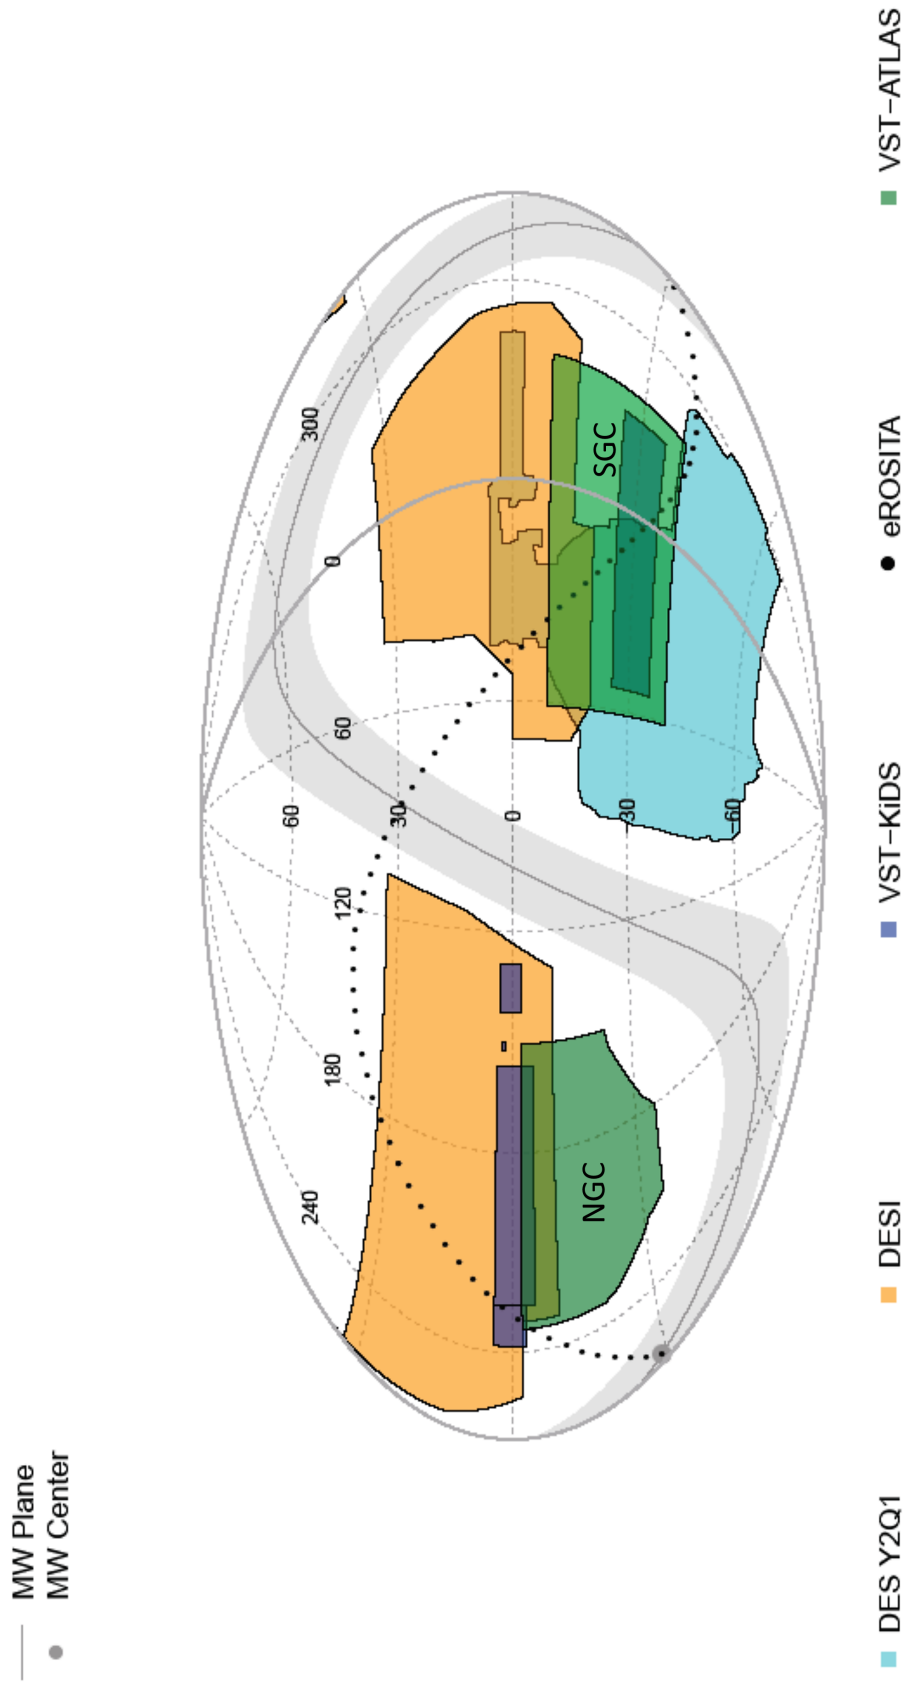 MW Plane
MW Center
60
240
180
120
60
0
300
30
0
NGC
SGC
−30
−60
DES Y2Q1
DESI
VST−KiDS
eROSITA
VST−ATLAS